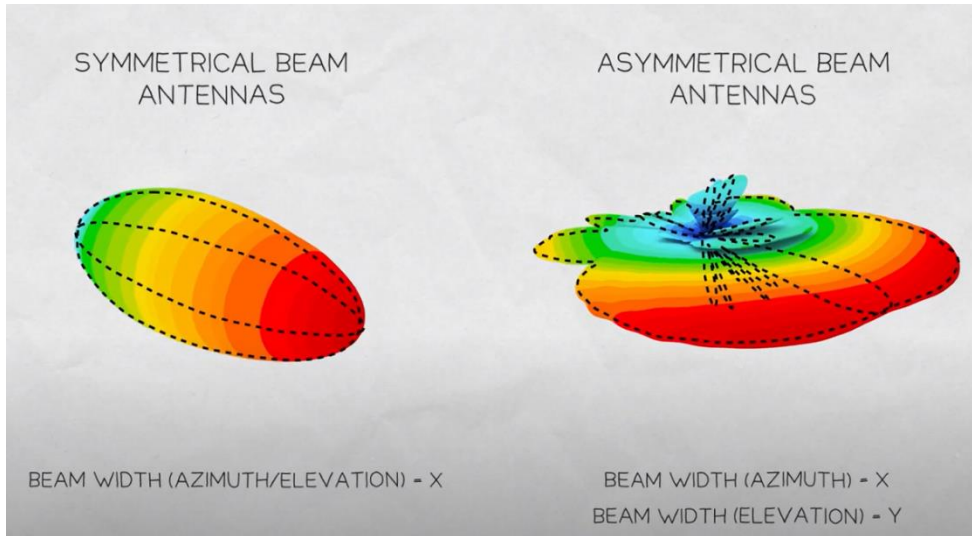 SYMMETRICAL BEAM
ANTENNAS
BEAM WIDTH (AZIMUTH/ELEVATION) = X
ASYMMETRICAL BEAM
ANTENNAS
BEAM WIDTH (AZIMUTH) = X
BEAM WIDTH (ELEVATION) = Y